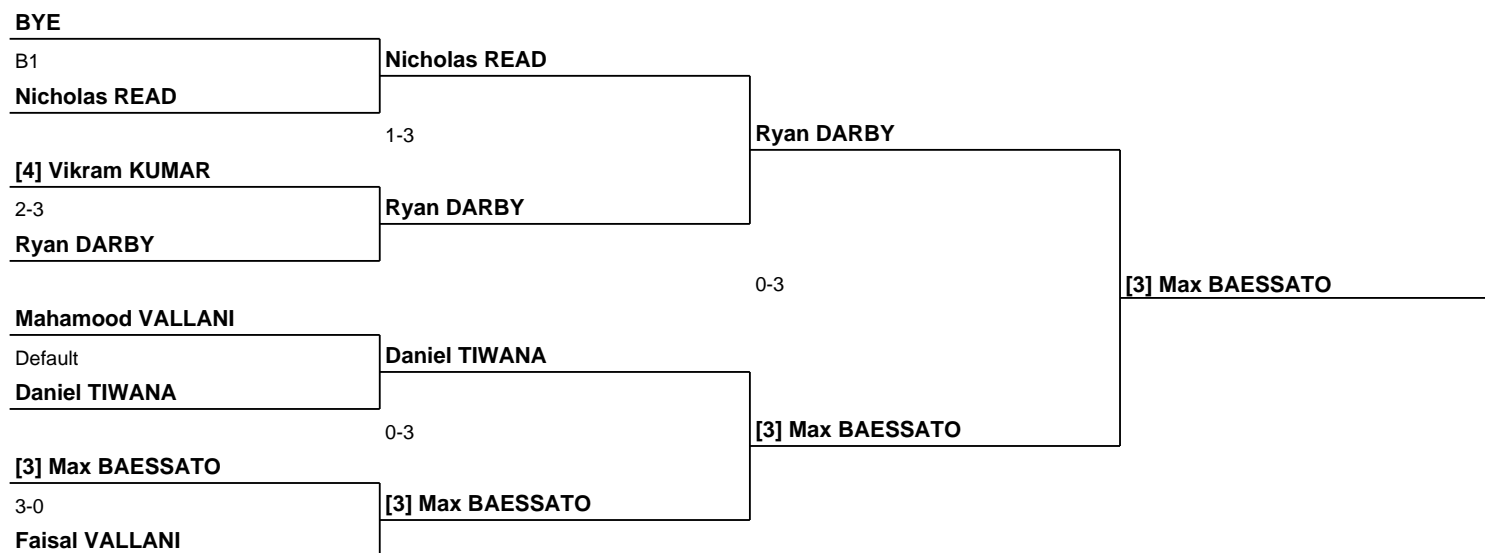 BYE
B1
Nicholas READ
Nicholas READ
1-3
Ryan DARBY
[4] Vikram KUMAR
2-3
Ryan DARBY
Ryan DARBY
0-3
[3] Max BAESSATO
Mahamood VALLANI
Default
Daniel TIWANA
Daniel TIWANA
0-3
[3] Max BAESSATO
[3] Max BAESSATO
3-0
[3] Max BAESSATO
Faisal VALLANI